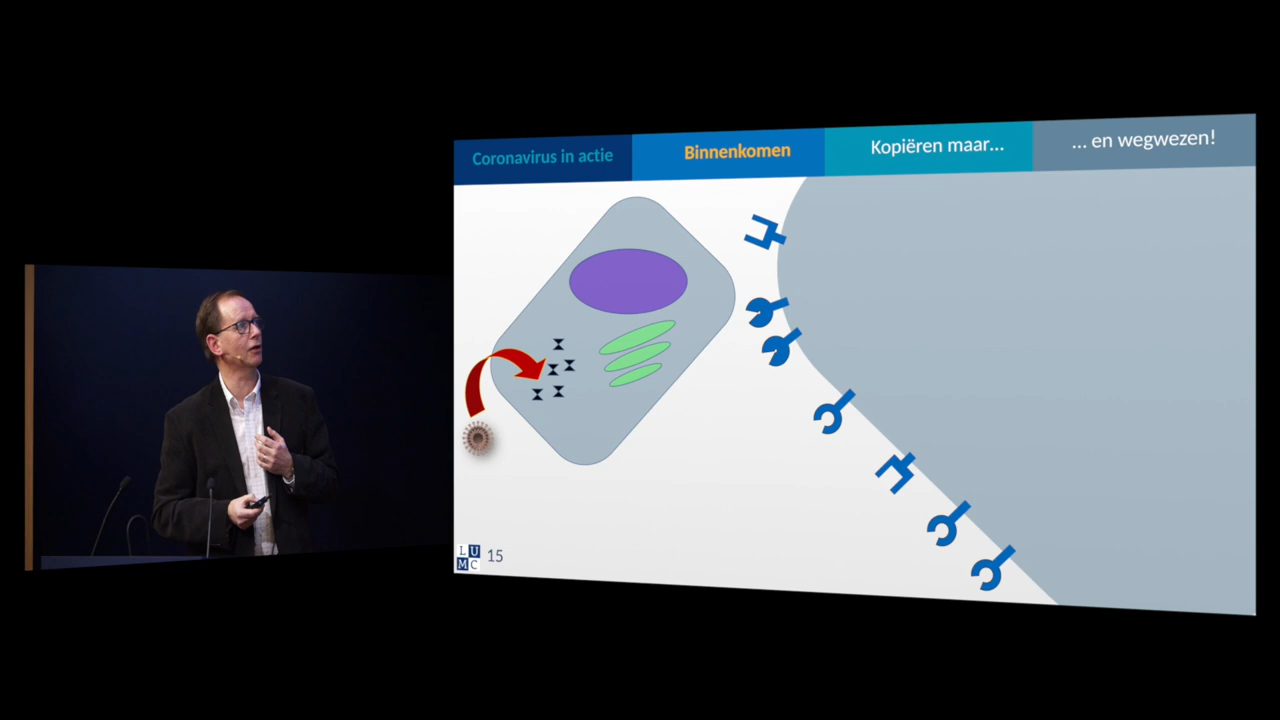 Coronavirus in actie
Binnenkomen
Kopiëren maar...
... en wegwezen!
L U
M C
15